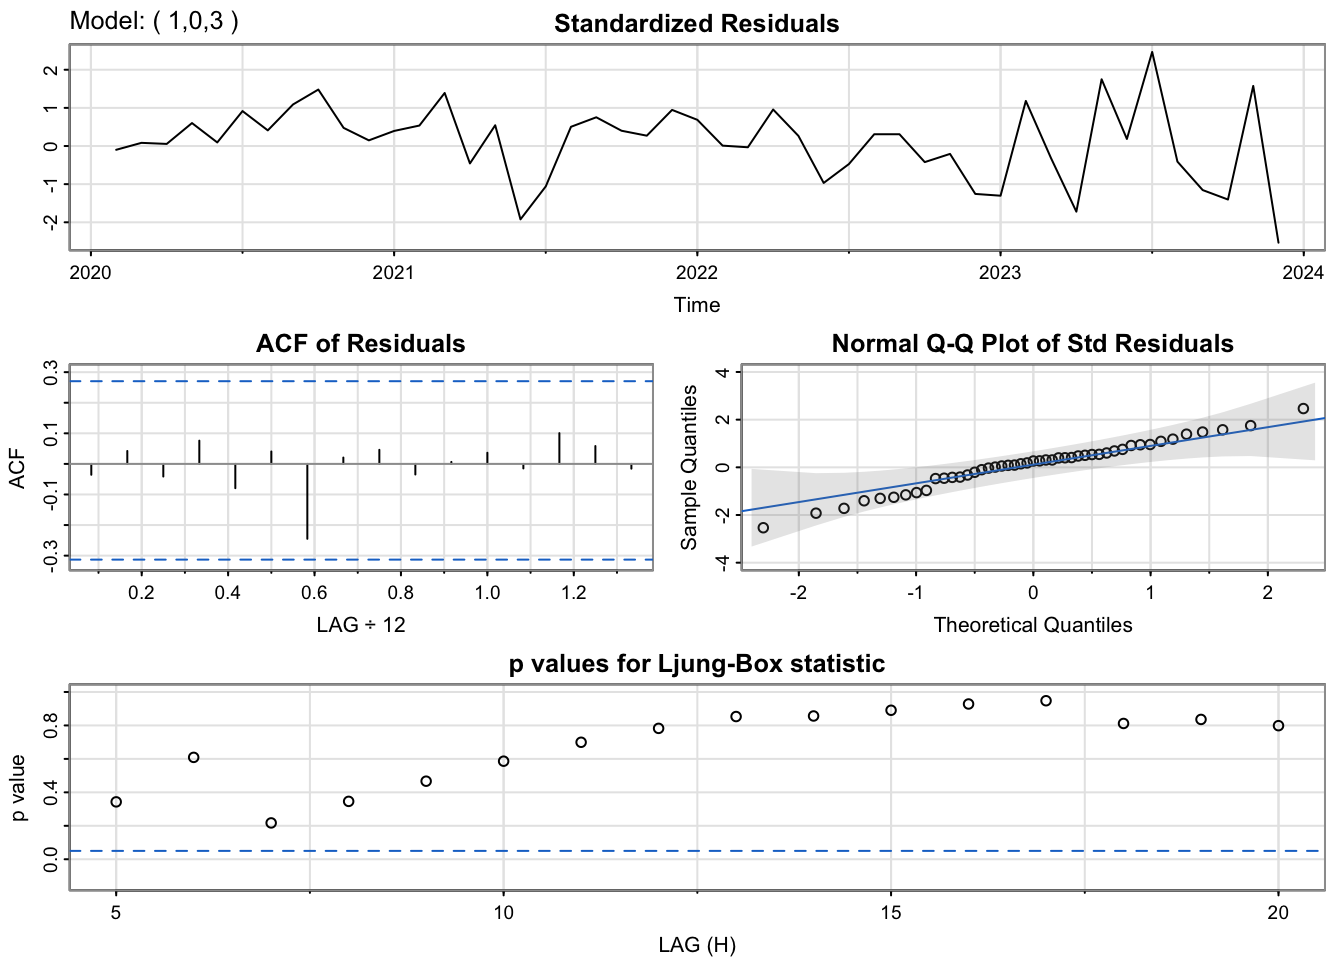 Model: ( 1,0,3 )
Standardized Residuals
2
1
0
-1
-2
2020 2021 2022 2023 2024
Time
ACF of Residuals
ACF
0.3
0.1
-0.1
-0.3
0.2 0.4 0.6 0.8 1.0 1.2
LAG ÷ 12
Normal Q-Q Plot of Std Residuals
Sample Quantiles
4
2
0
-2
-4
-2 -1 0 1 2
Theoretical Quantiles
p values for Ljung-Box statistic
p value
0.8
0.4
0.0
5 10 15 20
LAG (H)